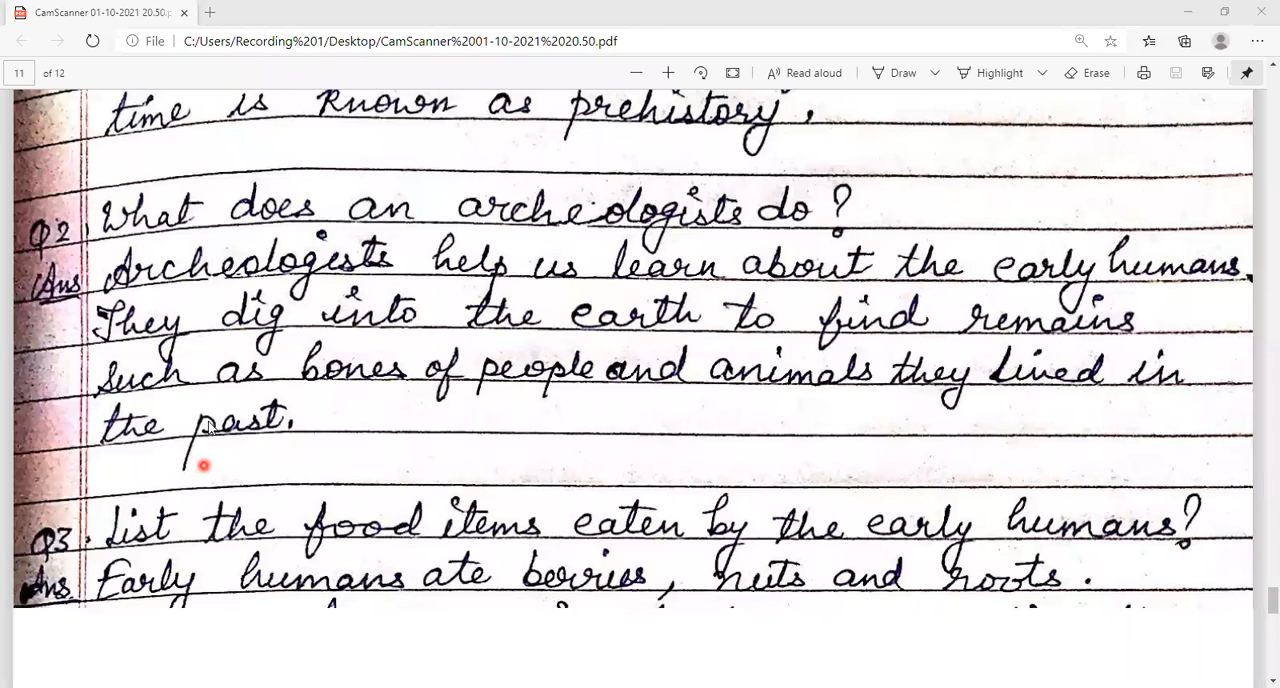 CamScanner 01-10-2021 20.50.p
File C:/Users/Recording%201/Desktop/CamScanner%2001-10-2021%2020.50.pdf
11 of 12 Read aloud Draw Highlight Erase
time is known as prehistory.
Q2. What does an archeologists do?
Ans Archeologists help us learn about the early humans.
They dig into the earth to find remains
such as bones of people and animals they lived in
the past.
Q3. List the food items eaten by the early humans?
Ans Early humans ate berries, nuts and roots.